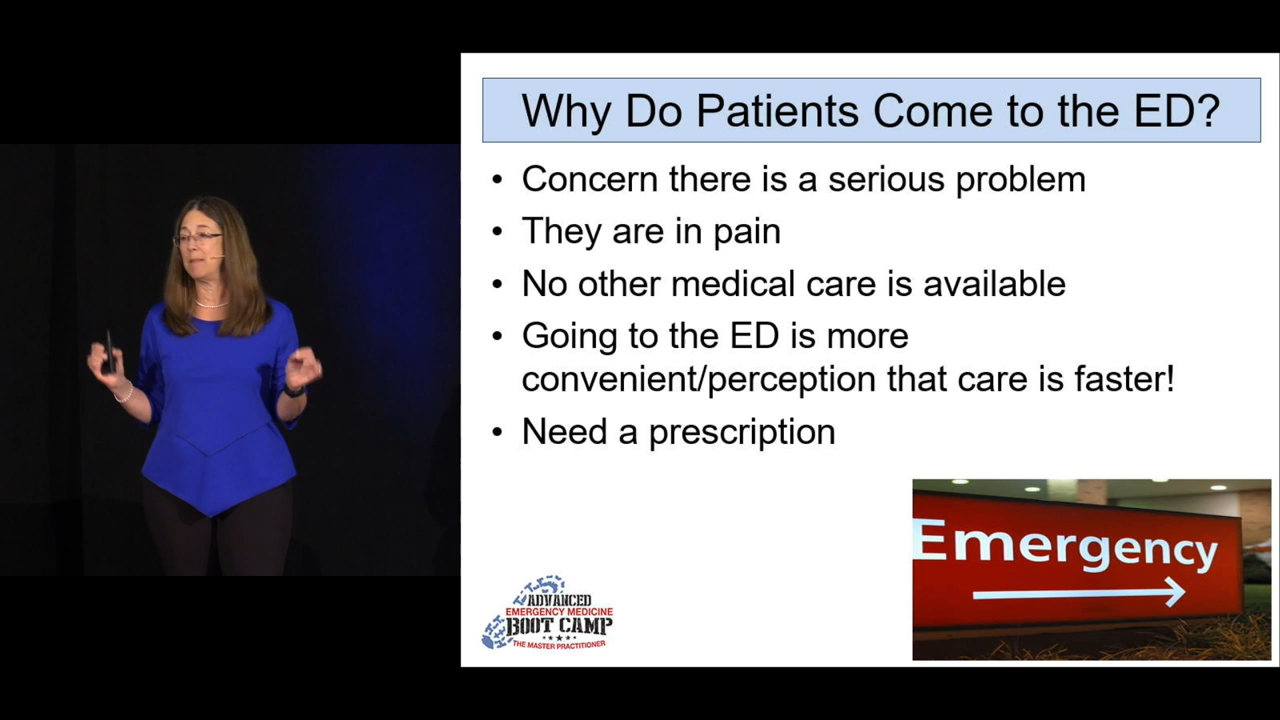 Why Do Patients Come to the ED?
• Concern there is a serious problem
• They are in pain
• No other medical care is available
• Going to the ED is more
convenient/perception that care is faster!
• Need a prescription
Emergency
ADVANCED
EMERGENCY MEDICINE
BOOT CAMP
THE MASTER PRACTITIONER